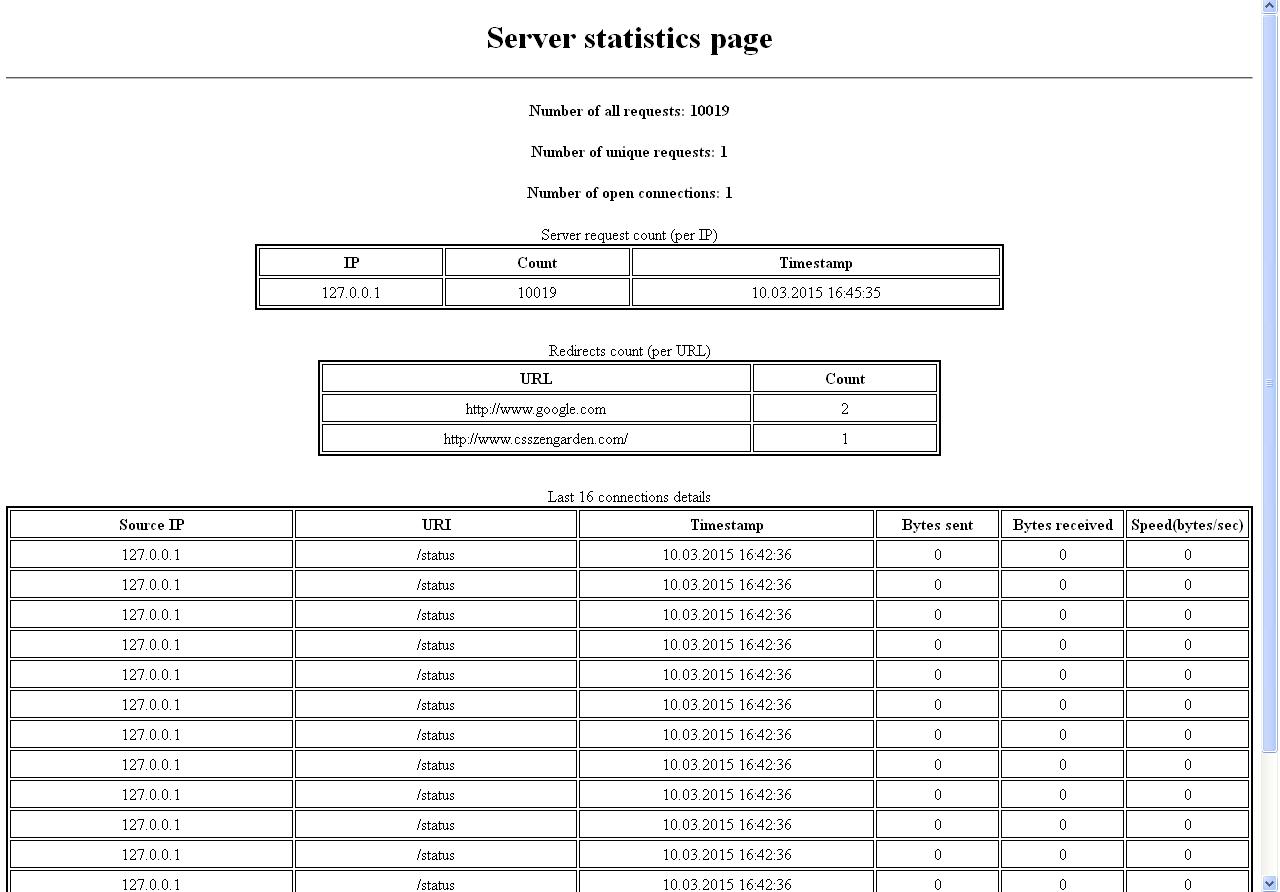 Server statistics page
Number of all requests: 10019
Number of unique requests: 1
Number of open connections: 1
Server request count (per IP)
IP Count Timestamp
127.0.0.1 10019 10.03.2015 16:45:35
Redirects count (per URL)
URL Count
http://www.google.com 2
http://www.csszengarden.com/ 1
Last 16 connections details
Source IP URI Timestamp Bytes sent Bytes received Speed(bytes/sec)
127.0.0.1 /status 10.03.2015 16:42:36 0 0 0
127.0.0.1 /status 10.03.2015 16:42:36 0 0 0
127.0.0.1 /status 10.03.2015 16:42:36 0 0 0
127.0.0.1 /status 10.03.2015 16:42:36 0 0 0
127.0.0.1 /status 10.03.2015 16:42:36 0 0 0
127.0.0.1 /status 10.03.2015 16:42:36 0 0 0
127.0.0.1 /status 10.03.2015 16:42:36 0 0 0
127.0.0.1 /status 10.03.2015 16:42:36 0 0 0
127.0.0.1 /status 10.03.2015 16:42:36 0 0 0
127.0.0.1 /status 10.03.2015 16:42:36 0 0 0
127.0.0.1 /status 10.03.2015 16:42:36 0 0 0
127.0.0.1 /status 10.03.2015 16:42:36 0 0 0